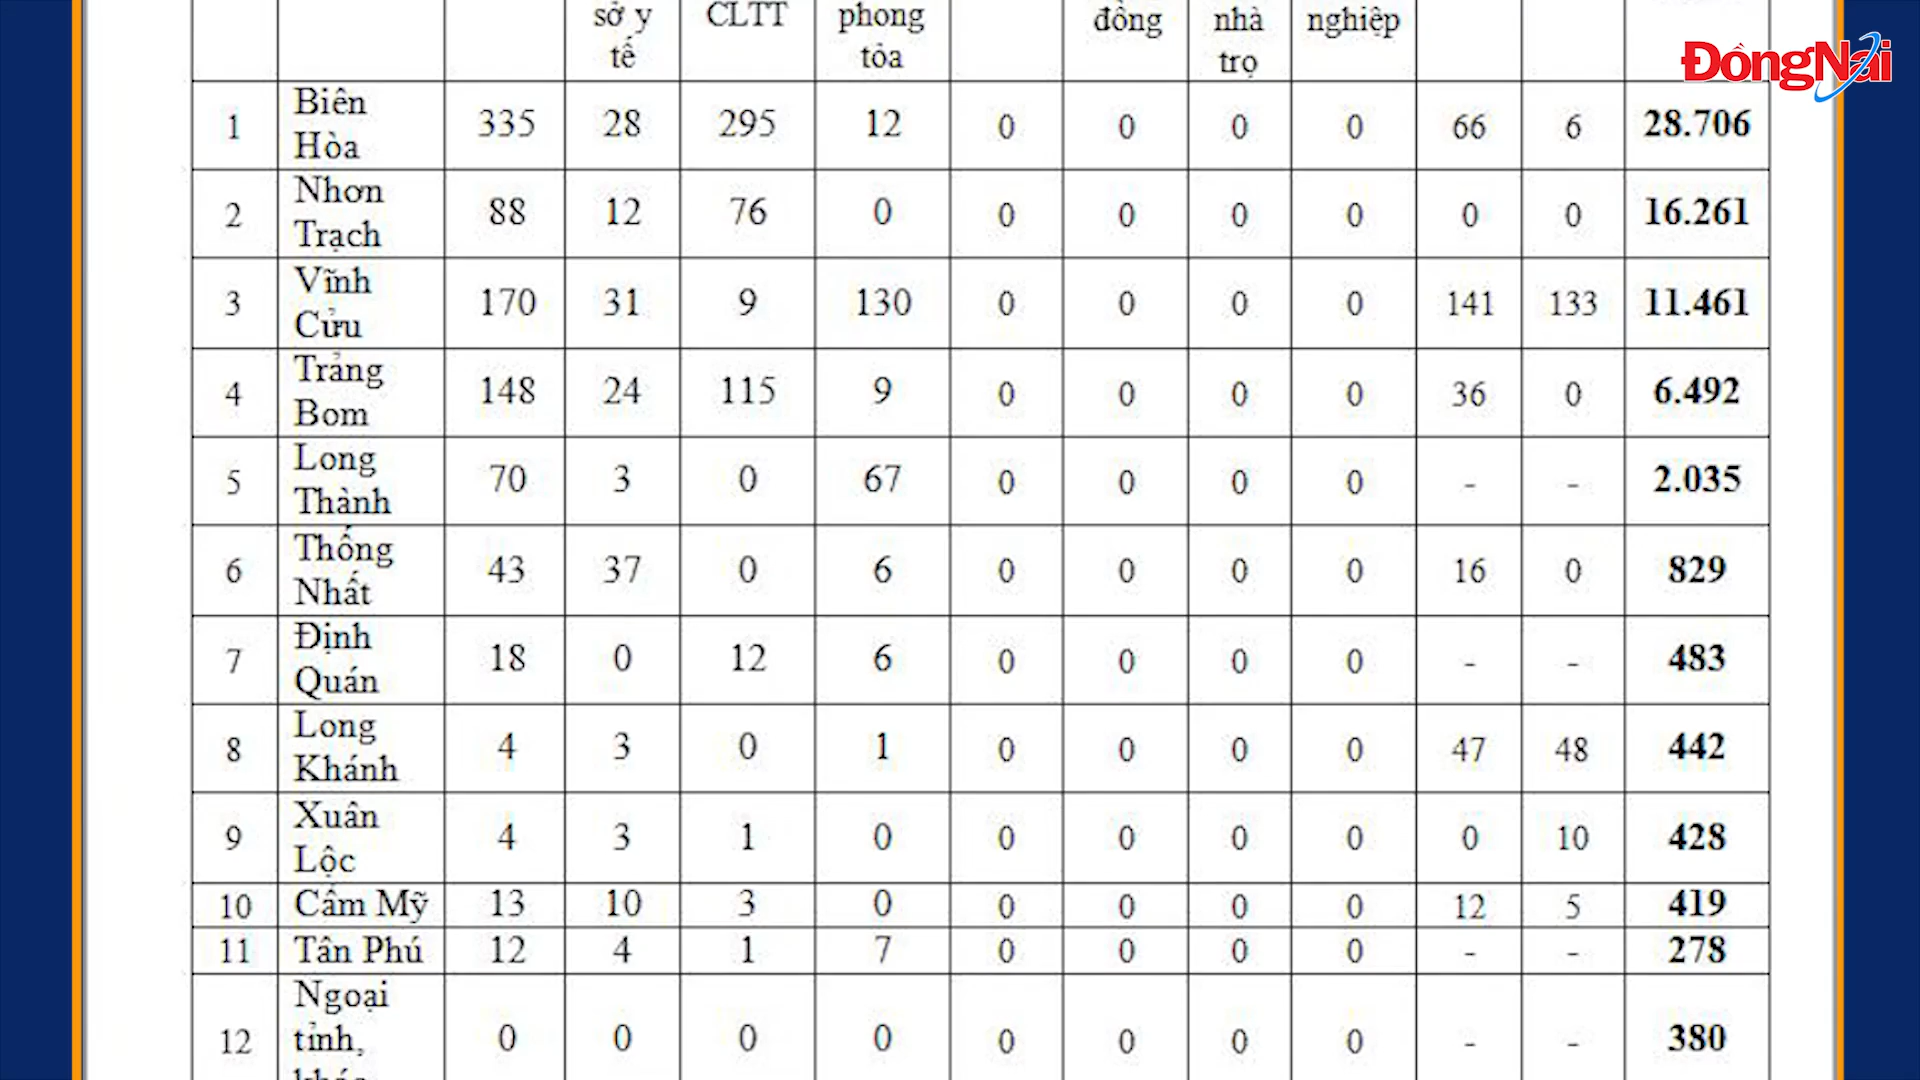 sở y CLTT phong đồng nhà nghiệp
tế tỏa trọ
ĐồngNai
1 Biên Hòa 335 28 295 12 0 0 0 0 66 6 28.706
2 Nhơn Trạch 88 12 76 0 0 0 0 0 0 0 16.261
3 Vĩnh Cửu 170 31 9 130 0 0 0 0 141 133 11.461
4 Trảng Bom 148 24 115 9 0 0 0 0 36 0 6.492
5 Long Thành 70 3 0 67 0 0 0 0 - - 2.035
6 Thống Nhất 43 37 0 6 0 0 0 0 16 0 829
7 Định Quán 18 0 12 6 0 0 0 0 - - 483
8 Long Khánh 4 3 0 1 0 0 0 0 47 48 442
9 Xuân Lộc 4 3 1 0 0 0 0 0 0 10 428
10 Cẩm Mỹ 13 10 3 0 0 0 0 0 12 5 419
11 Tân Phú 12 4 1 7 0 0 0 0 - - 278
12 Ngoại tỉnh, 0 0 0 0 0 0 0 0 - - 380